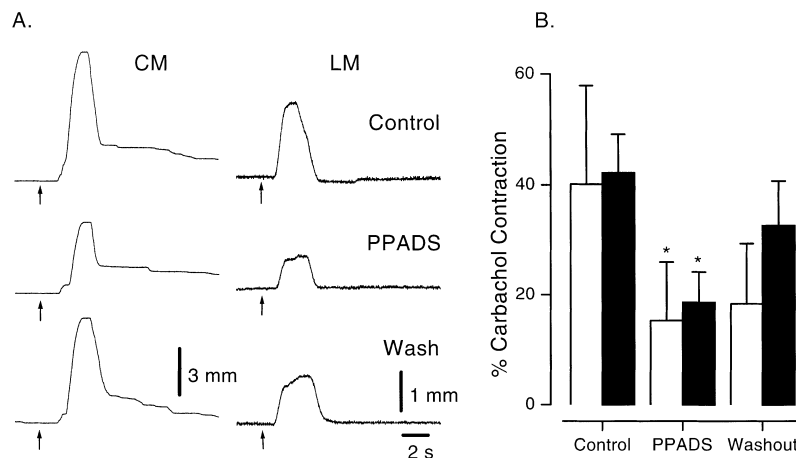 A.
B.
CM
LM
Control
PPADS
Wash
3 mm
1 mm
2 s
% Carbachol Contraction
60
40
20
0
*
*
Control
PPADS
Washout